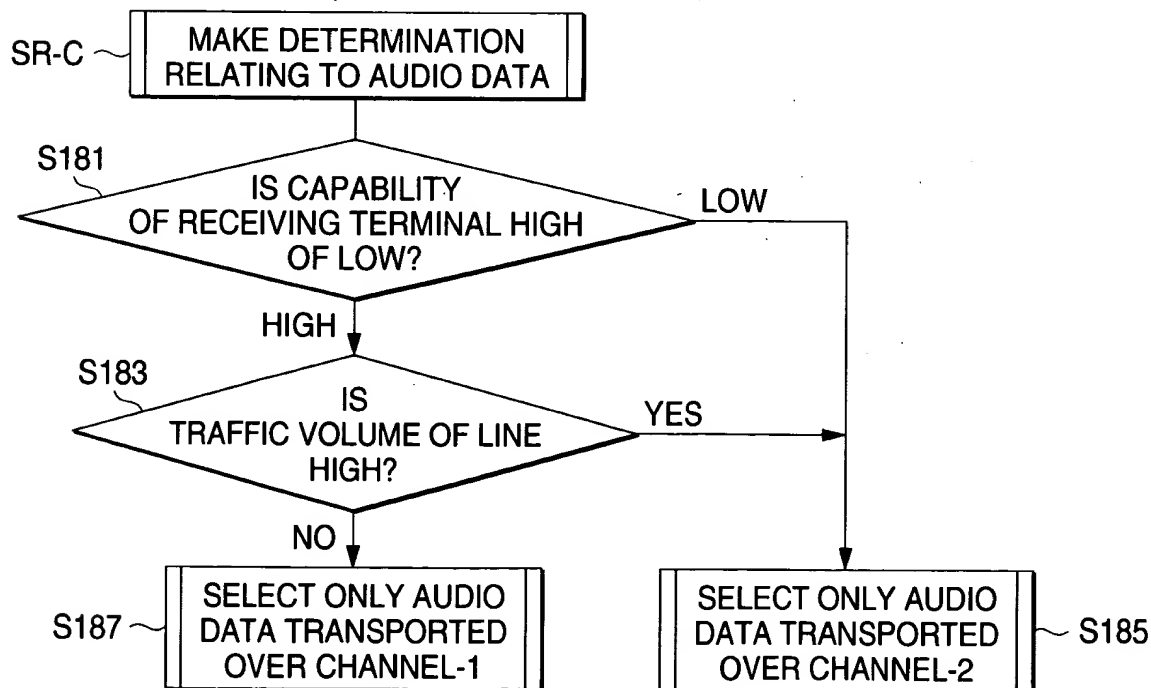 SR-C
MAKE DETERMINATION
RELATING TO AUDIO DATA
S181
IS CAPABILITY
OF RECEIVING TERMINAL HIGH
OF LOW?
LOW
HIGH
S183
IS
TRAFFIC VOLUME OF LINE
HIGH?
YES
NO
S187
SELECT ONLY AUDIO
DATA TRANSPORTED
OVER CHANNEL-1
SELECT ONLY AUDIO
DATA TRANSPORTED
OVER CHANNEL-2
S185